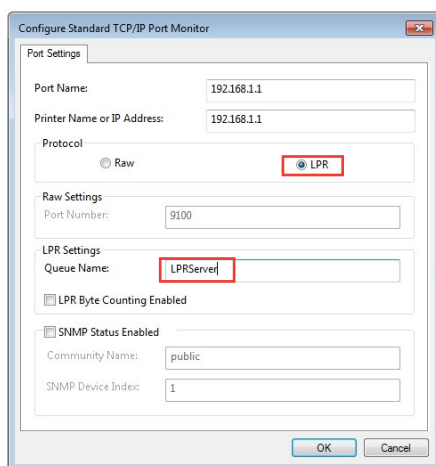 Configure Standard TCP/IP Port Monitor
Port Settings
Port Name: 192.168.1.1
Printer Name or IP Address: 192.168.1.1
Protocol
Raw LPR
Raw Settings
Port Number: 9100
LPR Settings
Queue Name: LPRServer
LPR Byte Counting Enabled
SNMP Status Enabled
Community Name: public
SNMP Device Index: 1
OK Cancel